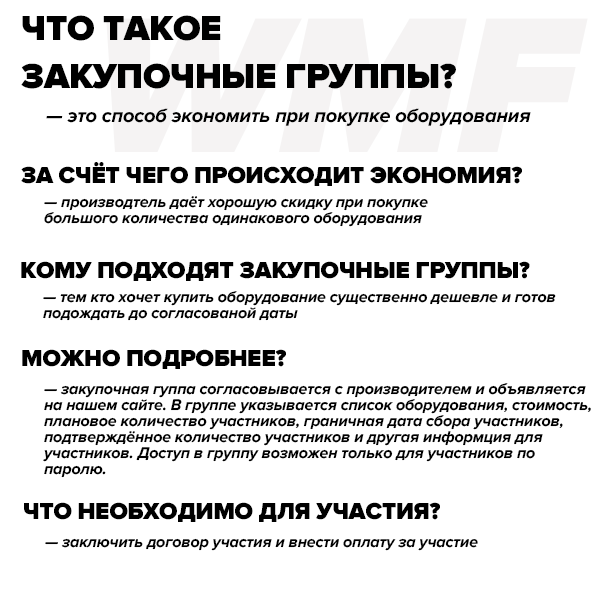 WMF
ЧТО ТАКОЕ
ЗАКУПОЧНЫЕ ГРУППЫ?
— это способ экономить при покупке оборудования
ЗА СЧЁТ ЧЕГО ПРОИСХОДИТ ЭКОНОМИЯ?
— производтель даёт хорошую скидку при покупке
большого количества одинакового оборудования
КОМУ ПОДХОДЯТ ЗАКУПОЧНЫЕ ГРУППЫ?
— тем кто хочет купить оборудование существенно дешевле и готов
подождать до согласованой даты
МОЖНО ПОДРОБНЕЕ?
— закупочная гуппа согласовывается с производителем и объявляется
на нашем сайте. В группе указывается список оборудования, стоимость,
плановое количество участников, граничная дата сбора участников,
подтверждённое количество участников и другая информция для
участников. Доступ в группу возможен только для участников по
паролю.
ЧТО НЕОБХОДИМО ДЛЯ УЧАСТИЯ?
— заключить договор участия и внести оплату за участие